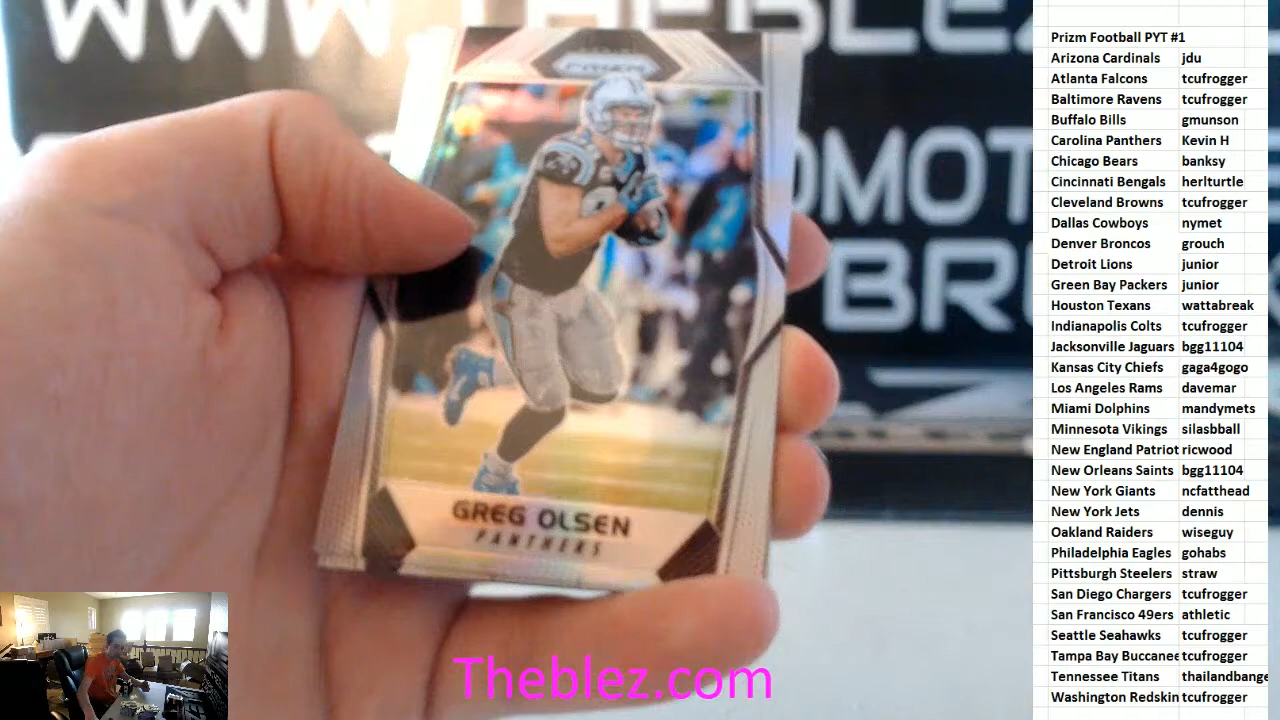 WWW.THEBLEZ
OMOT
BR
PRIZM
GREG OLSEN
PANTHERS
Theblez.com
Prizm Football PYT #1
Arizona Cardinals jdu
Atlanta Falcons tcufrogger
Baltimore Ravens tcufrogger
Buffalo Bills gmunson
Carolina Panthers Kevin H
Chicago Bears banksy
Cincinnati Bengals herlturtle
Cleveland Browns tcufrogger
Dallas Cowboys nymet
Denver Broncos grouch
Detroit Lions junior
Green Bay Packers junior
Houston Texans wattabreak
Indianapolis Colts tcufrogger
Jacksonville Jaguars bgg11104
Kansas City Chiefs gaga4gogo
Los Angeles Rams davemar
Miami Dolphins mandymets
Minnesota Vikings silasbball
New England Patriot ricwood
New Orleans Saints bgg11104
New York Giants ncfatthead
New York Jets dennis
Oakland Raiders wiseguy
Philadelphia Eagles gohabs
Pittsburgh Steelers straw
San Diego Chargers tcufrogger
San Francisco 49ers athletic
Seattle Seahawks tcufrogger
Tampa Bay Buccanee tcufrogger
Tennessee Titans thailandbange
Washington Redskin tcufrogger